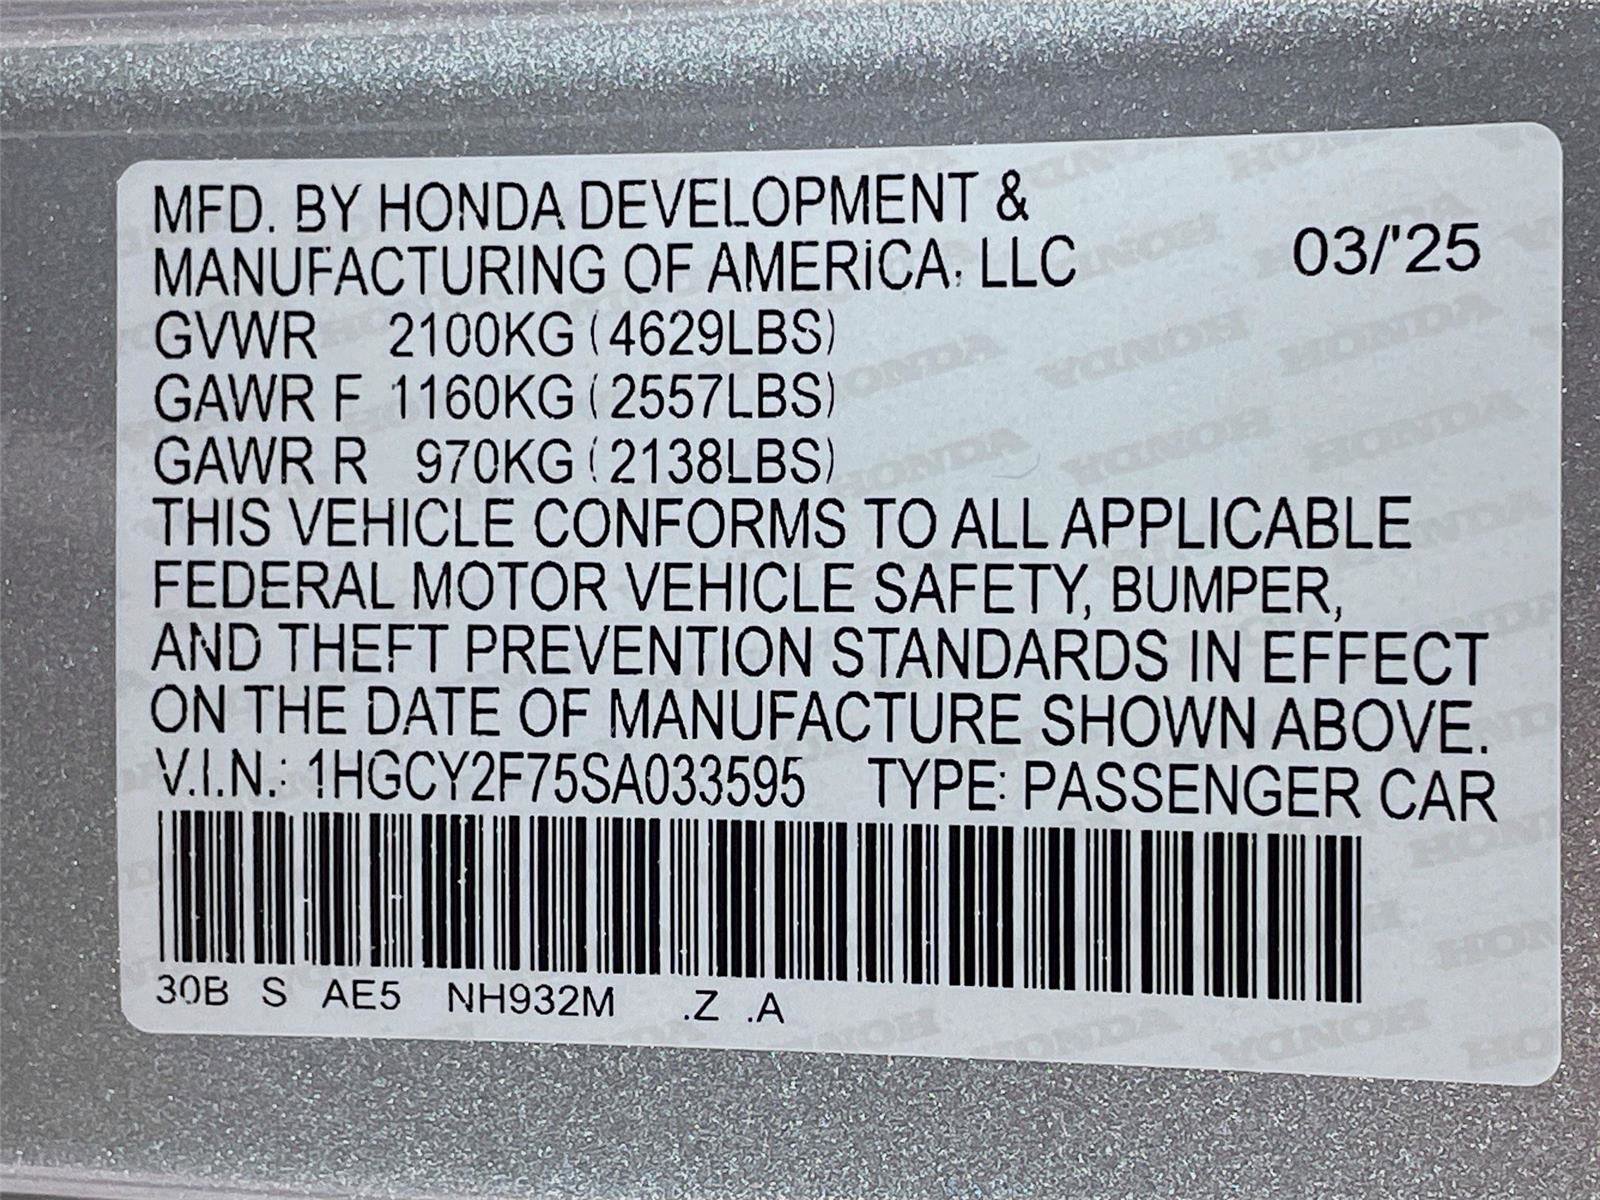 MFD. BY HONDA DEVELOPMENT &
MANUFACTURING OF AMERICA, LLC
03/'25
GVWR 2100KG (4629LBS)
GAWR F 1160KG (2557LBS)
GAWR R 970KG (2138LBS)
THIS VEHICLE CONFORMS TO ALL APPLICABLE
FEDERAL MOTOR VEHICLE SAFETY, BUMPER,
AND THEFT PREVENTION STANDARDS IN EFFECT
ON THE DATE OF MANUFACTURE SHOWN ABOVE.
V.I.N.: 1HGCY2F75SA033595 TYPE: PASSENGER CAR
30B S AE5 NH932M .Z .A